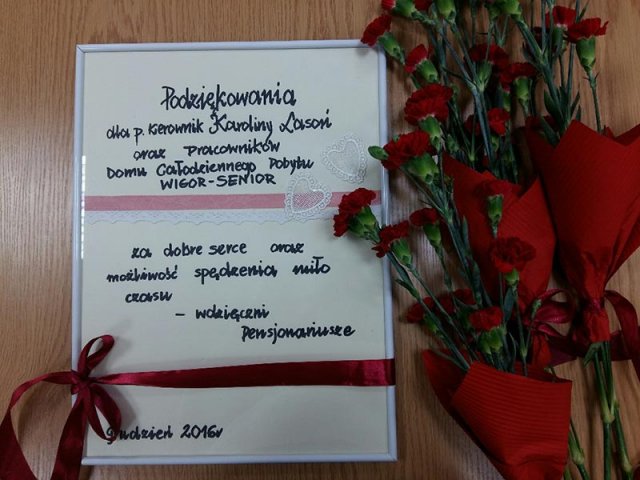 Podziękowania
dla p. Kierownik Karoliny Lasoń
oraz pracowników
Domu Całodziennego Pobytu
WIGOR-SENIOR
za dobre serce oraz
możliwość spędzenia miło
czasu
- wdzięczni
Pensjonariusze
Grudzień 2016r